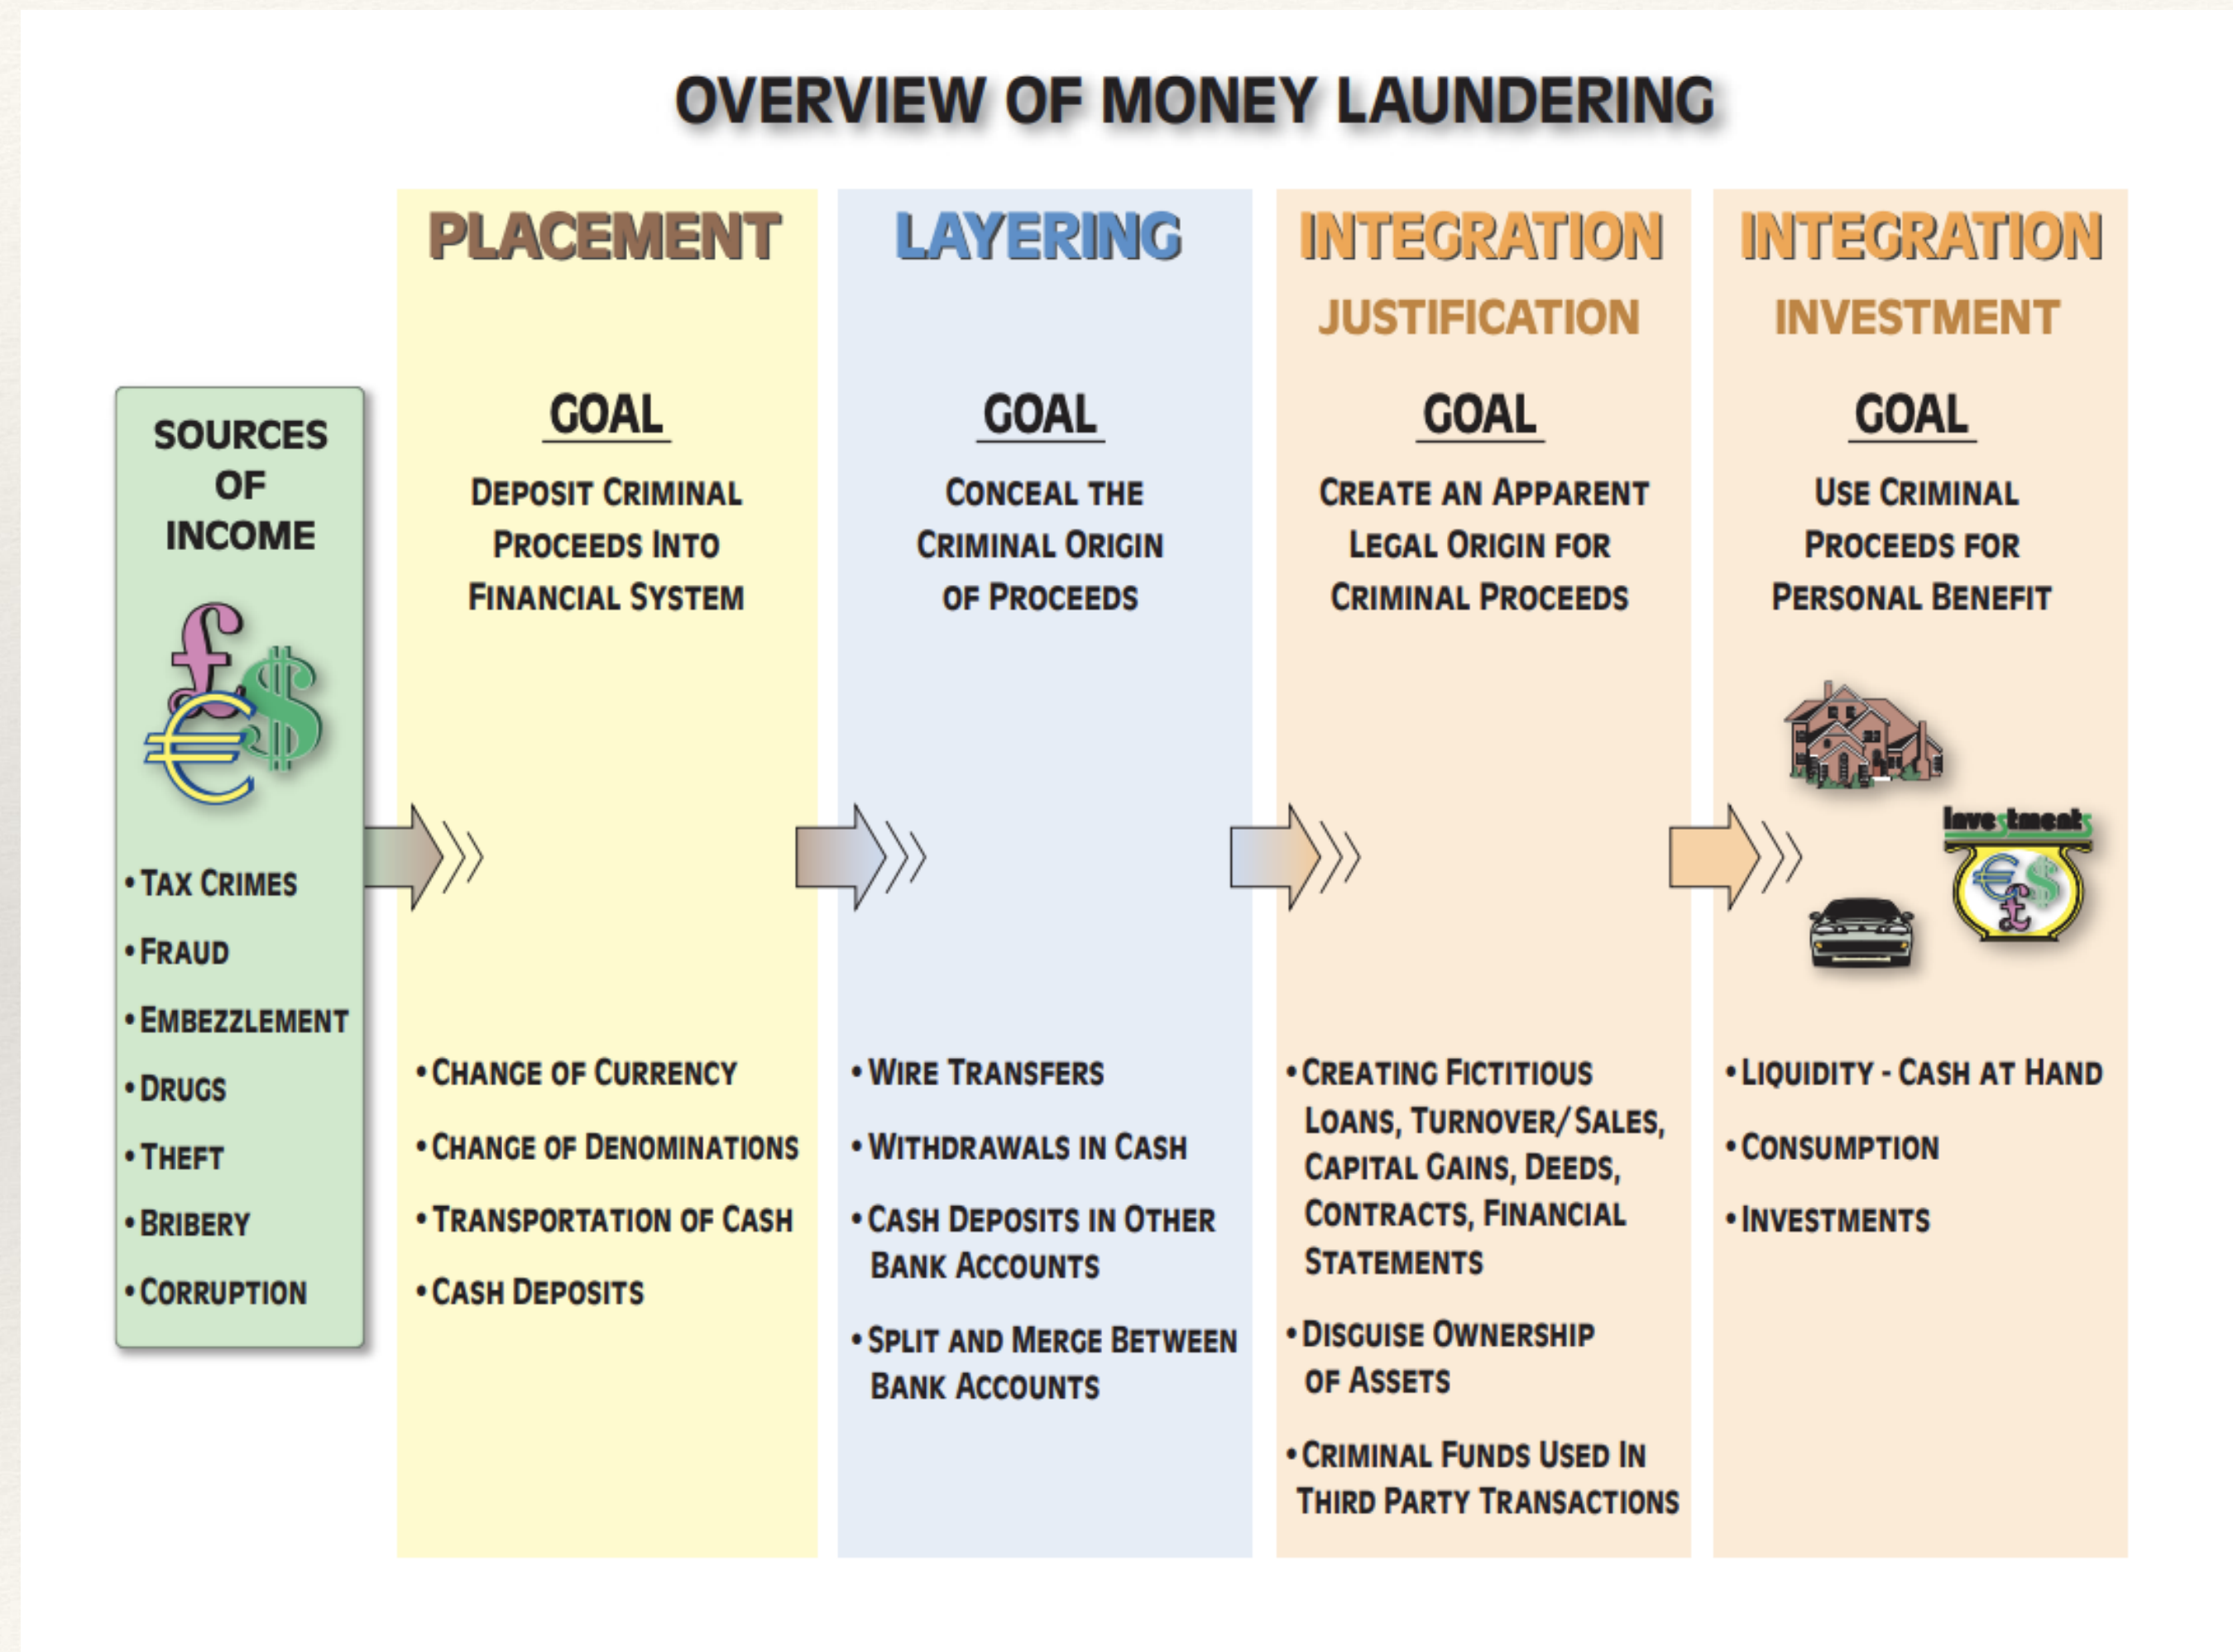 OVERVIEW OF MONEY LAUNDERING
SOURCES
OF
INCOME
£
$
€
• TAX CRIMES
• FRAUD
• EMBEZZLEMENT
• DRUGS
• THEFT
• BRIBERY
• CORRUPTION
PLACEMENT
GOAL
DEPOSIT CRIMINAL
PROCEEDS INTO
FINANCIAL SYSTEM
• CHANGE OF CURRENCY
• CHANGE OF DENOMINATIONS
• TRANSPORTATION OF CASH
• CASH DEPOSITS
LAYERING
GOAL
CONCEAL THE
CRIMINAL ORIGIN
OF PROCEEDS
• WIRE TRANSFERS
• WITHDRAWALS IN CASH
• CASH DEPOSITS IN OTHER
BANK ACCOUNTS
• SPLIT AND MERGE BETWEEN
BANK ACCOUNTS
INTEGRATION
JUSTIFICATION
GOAL
CREATE AN APPARENT
LEGAL ORIGIN FOR
CRIMINAL PROCEEDS
• CREATING FICTITIOUS
LOANS, TURNOVER/SALES,
CAPITAL GAINS, DEEDS,
CONTRACTS, FINANCIAL
STATEMENTS
• DISGUISE OWNERSHIP
OF ASSETS
• CRIMINAL FUNDS USED IN
THIRD PARTY TRANSACTIONS
INTEGRATION
INVESTMENT
GOAL
USE CRIMINAL
PROCEEDS FOR
PERSONAL BENEFIT
Investments
€ $
£
• LIQUIDITY - CASH AT HAND
• CONSUMPTION
• INVESTMENTS